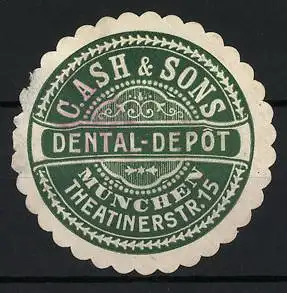 C. ASH & SONS
DENTAL-DEPÔT
MÜNCHEN
THEATINERSTR. 15